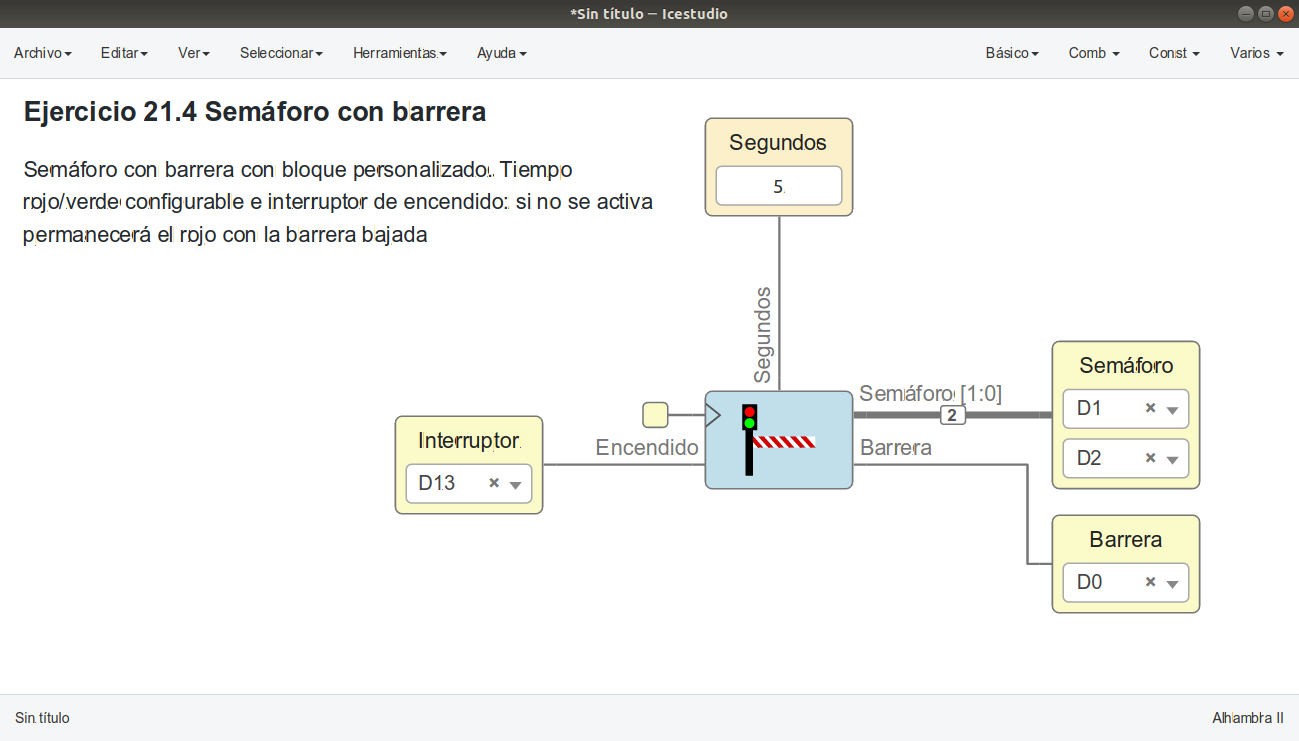 *Sin título – Icestudio
Archivo Editar Ver Seleccionar Herramientas Ayuda Básico Comb Const Varios
Ejercicio 21.4 Semáforo con barrera
Semáforo con barrera con bloque personalizado. Tiempo
rojo/verde configurable e interruptor de encendido: si no se activa
permanecerá el rojo con la barrera bajada
Segundos
5
Segundos
Semáforo [1:0]
2
Encendido
Barrera
Interruptor
D13
Semáforo
D1
D2
Barrera
D0
Sin título
Alhambra II